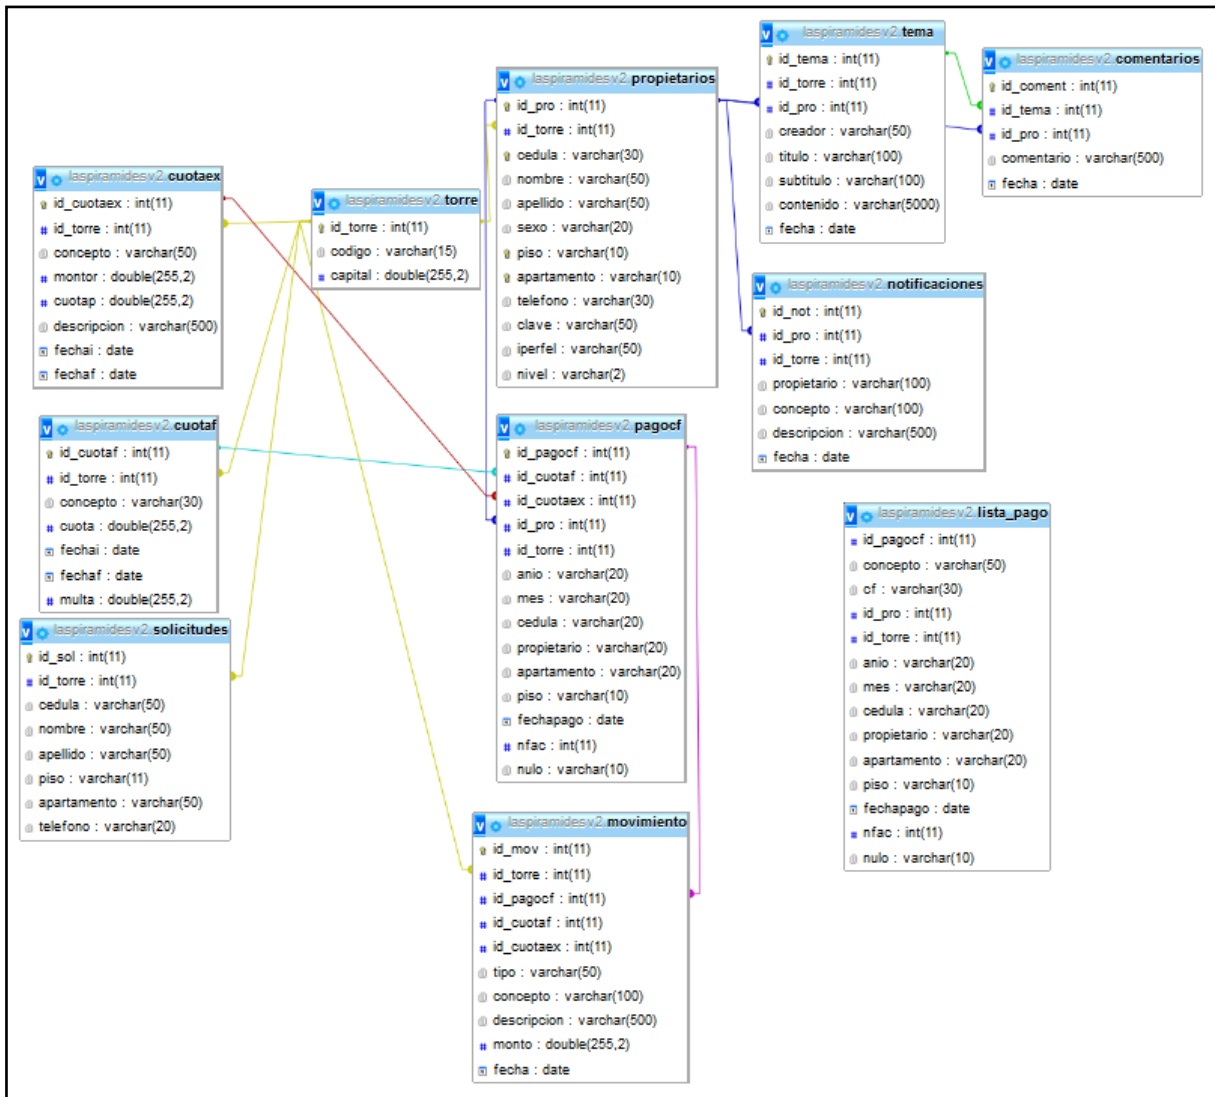 laspiramidesv2.tema
id_tema : int(11)
id_torre : int(11)
id_pro : int(11)
creador : varchar(50)
titulo : varchar(100)
subtitulo : varchar(100)
contenido : varchar(5000)
fecha : date
laspiramidesv2.comentarios
id_coment : int(11)
id_tema : int(11)
id_pro : int(11)
comentario : varchar(500)
fecha : date
laspiramidesv2.propietarios
id_pro : int(11)
id_torre : int(11)
cedula : varchar(30)
nombre : varchar(50)
apellido : varchar(50)
sexo : varchar(20)
piso : varchar(10)
apartamento : varchar(10)
telefono : varchar(30)
clave : varchar(50)
iperfel : varchar(50)
nivel : varchar(2)
laspiramidesv2.cuotaex
id_cuotaex : int(11)
id_torre : int(11)
concepto : varchar(50)
montor : double(255,2)
cuotap : double(255,2)
descripcion : varchar(500)
fechai : date
fechaf : date
laspiramidesv2.torre
id_torre : int(11)
codigo : varchar(15)
capital : double(255,2)
laspiramidesv2.notificaciones
id_not : int(11)
id_pro : int(11)
id_torre : int(11)
propietario : varchar(100)
concepto : varchar(100)
descripcion : varchar(500)
fecha : date
laspiramidesv2.cuotaf
id_cuotaf : int(11)
id_torre : int(11)
concepto : varchar(30)
cuota : double(255,2)
fechai : date
fechaf : date
multa : double(255,2)
laspiramidesv2.pagocf
id_pagocf : int(11)
id_cuotaf : int(11)
id_cuotaex : int(11)
id_pro : int(11)
id_torre : int(11)
anio : varchar(20)
mes : varchar(20)
cedula : varchar(20)
propietario : varchar(20)
apartamento : varchar(20)
piso : varchar(10)
fechapago : date
nfac : int(11)
nulo : varchar(10)
laspiramidesv2.lista_pago
id_pagocf : int(11)
concepto : varchar(50)
cf : varchar(30)
id_pro : int(11)
id_torre : int(11)
anio : varchar(20)
mes : varchar(20)
cedula : varchar(20)
propietario : varchar(20)
apartamento : varchar(20)
piso : varchar(10)
fechapago : date
nfac : int(11)
nulo : varchar(10)
laspiramidesv2.solicitudes
id_sol : int(11)
id_torre : int(11)
cedula : varchar(50)
nombre : varchar(50)
apellido : varchar(50)
piso : varchar(11)
apartamento : varchar(50)
telefono : varchar(20)
laspiramidesv2.movimiento
id_mov : int(11)
id_torre : int(11)
id_pagocf : int(11)
id_cuotaf : int(11)
id_cuotaex : int(11)
tipo : varchar(50)
concepto : varchar(100)
descripcion : varchar(500)
monto : double(255,2)
fecha : date